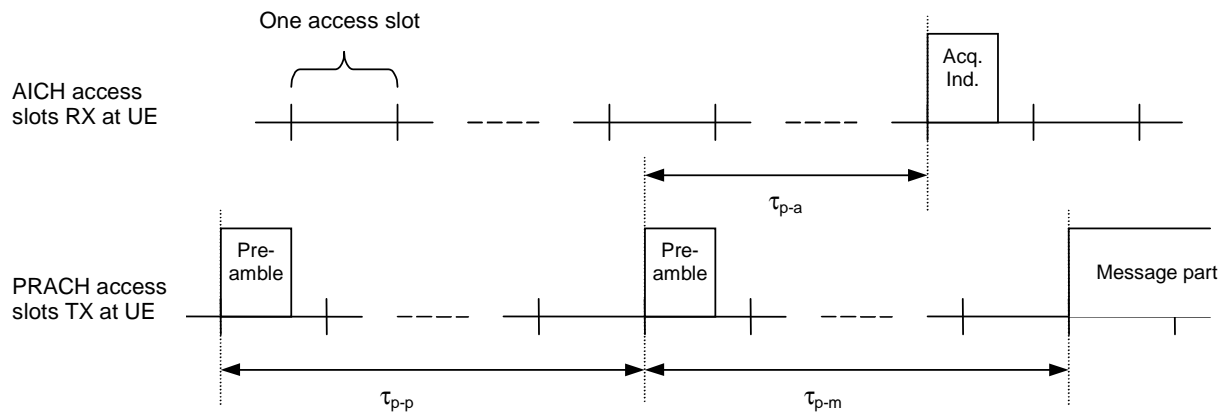 One access slot
AICH access
slots RX at UE
Acq.
Ind.
τp-a
PRACH access
slots TX at UE
Pre-
amble
Pre-
amble
Message part
τp-p
τp-m